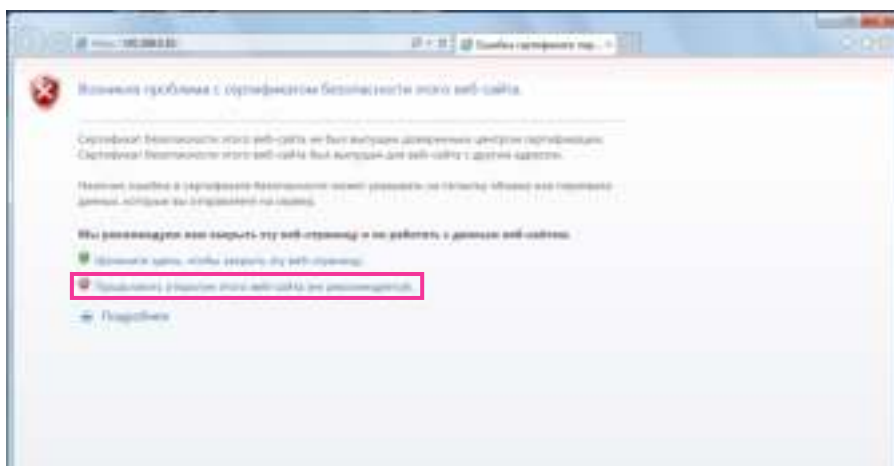 Ошибка сертификата
Возникла проблема с сертификатом безопасности этого веб-сайта.
Сертификат безопасности этого веб-сайта не был выпущен доверенным центром сертификации.
Сертификат безопасности этого веб-сайта был выпущен для веб-сайта с другим адресом.
Наличие ошибок в сертификате безопасности может указывать на попытку обмана или перехвата
данных, которые вы отправляете на сервер.
Мы рекомендуем вам закрыть эту веб-страницу и не работать с данным веб-сайтом.
Щелкните здесь, чтобы закрыть эту веб-страницу.
Продолжить открытие этого веб-сайта (не рекомендуется).
Подробнее